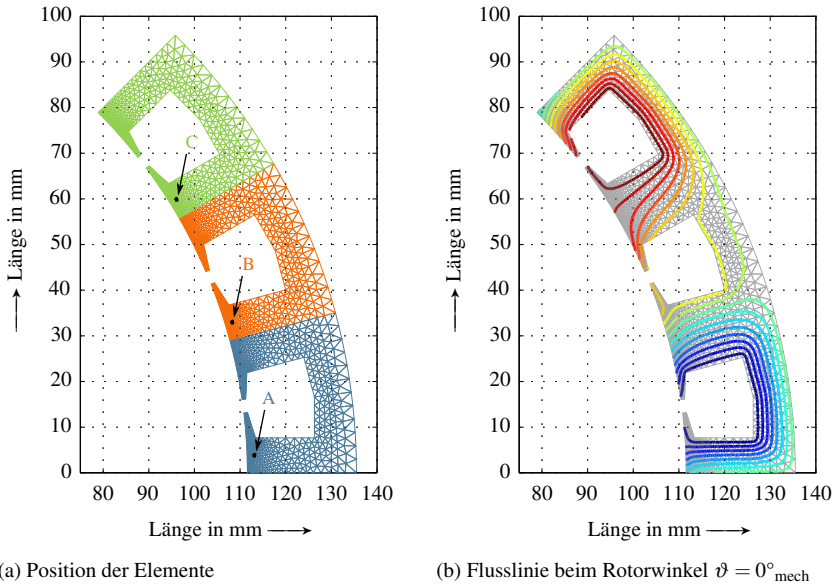 100
90
80
70
60
50
40
30
20
10
0
80 90 100 110 120 130 140
Länge in mm
Länge in mm
C
B
A
(a) Position der Elemente
100
90
80
70
60
50
40
30
20
10
0
80 90 100 110 120 130 140
Länge in mm
Länge in mm
(b) Flusslinie beim Rotorwinkel ϑ = 0°mech